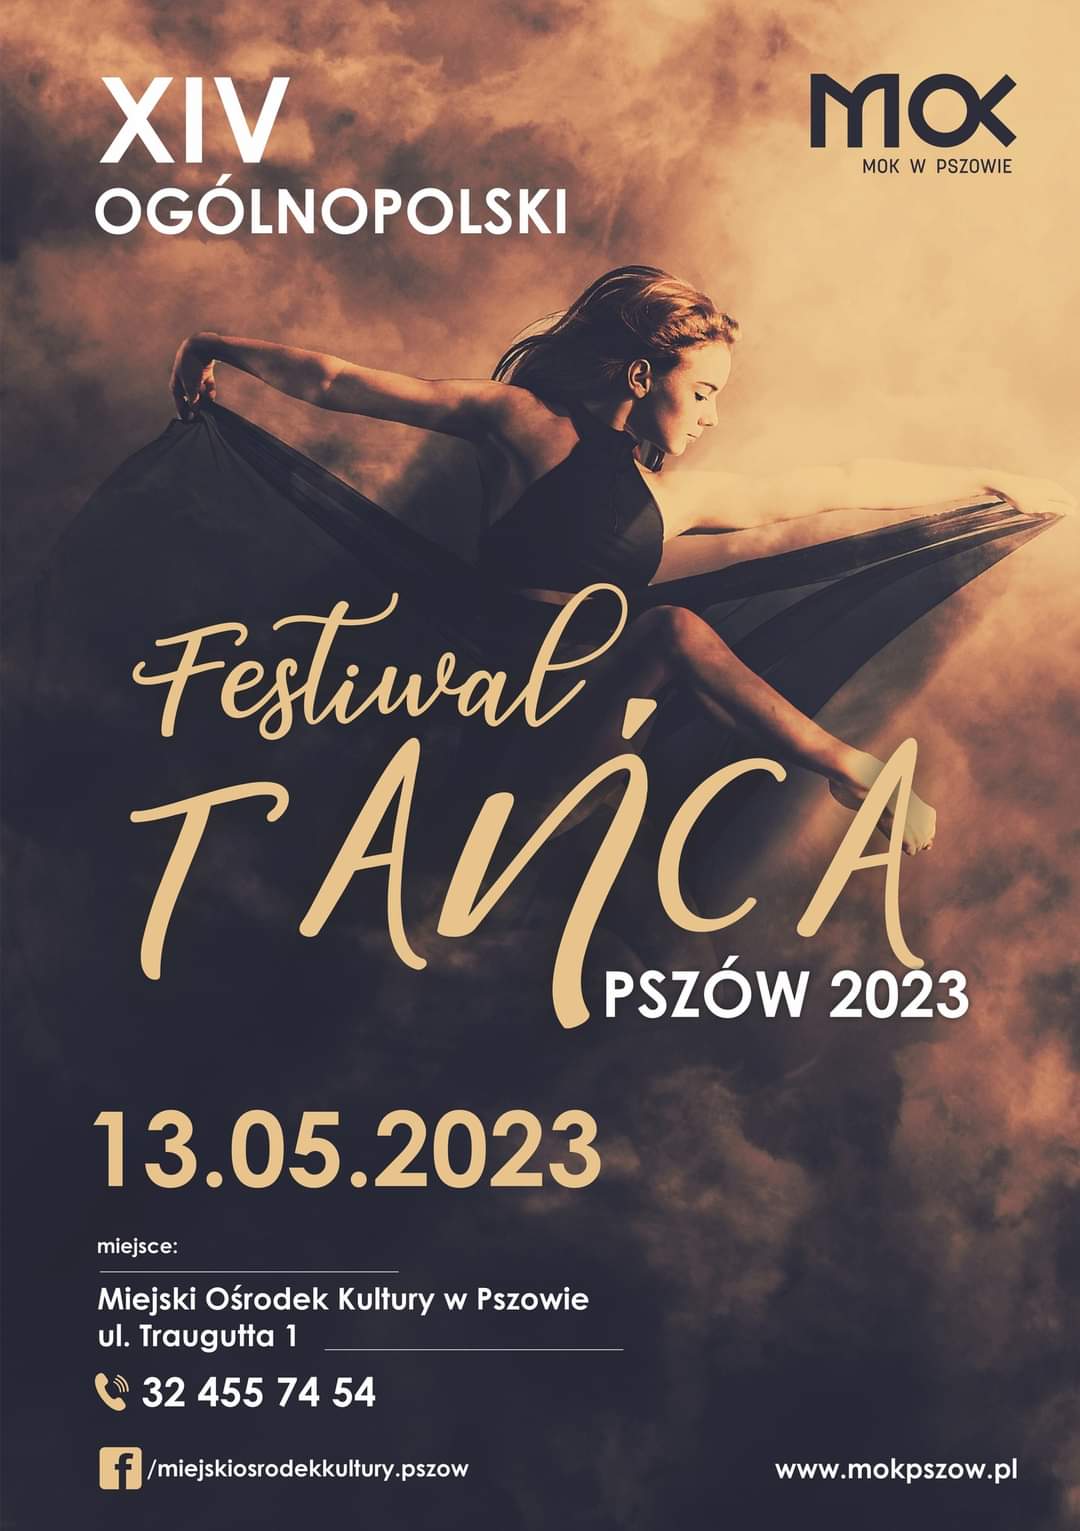 XIV
OGÓLNOPOLSKI
MOK
MOK W PSZOWIE
Festiwal
TAŃCA
PSZÓW 2023
13.05.2023
miejsce:
Miejski Ośrodek Kultury w Pszowie
ul. Traugutta 1
32 455 74 54
/miejskiosrodekkultury.pszow
www.mokpszow.pl